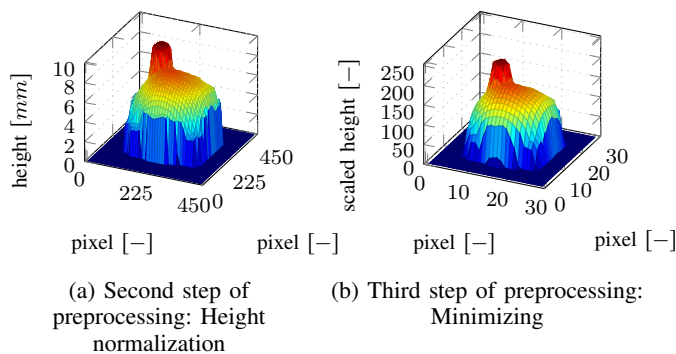 height [mm]
10
8
6
4
2
0
0
225
450
0
225
450
pixel [−]
pixel [−]
(a) Second step of
preprocessing: Height
normalization
scaled height [−]
250
200
150
100
50
0
0
10
20
30
0
10
20
30
pixel [−]
pixel [−]
(b) Third step of preprocessing:
Minimizing